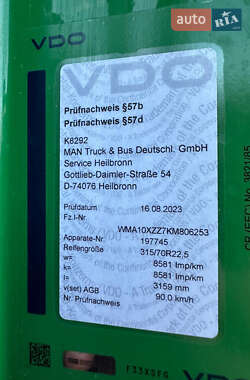 auto.
RIA
VDO
VDO
Prüfnachweis §57b
Prüfnachweis §57d
K8292
MAN Truck & Bus Deutschl. GmbH
Service Heilbronn
Gottlieb-Daimler-Straße 54
D-74076 Heilbronn
Prüfdatum 16.08.2023
Fz.I-Nr. WMA10XZZ7KM806253
Apparate-Nr. 197745
Reifengröße 315/70R22,5
w= 8581 Imp/km
k= 8581 Imp/km
l= 3159 mm
v(set) AGB 90.0 km/h
Nr.Prüfnachweis